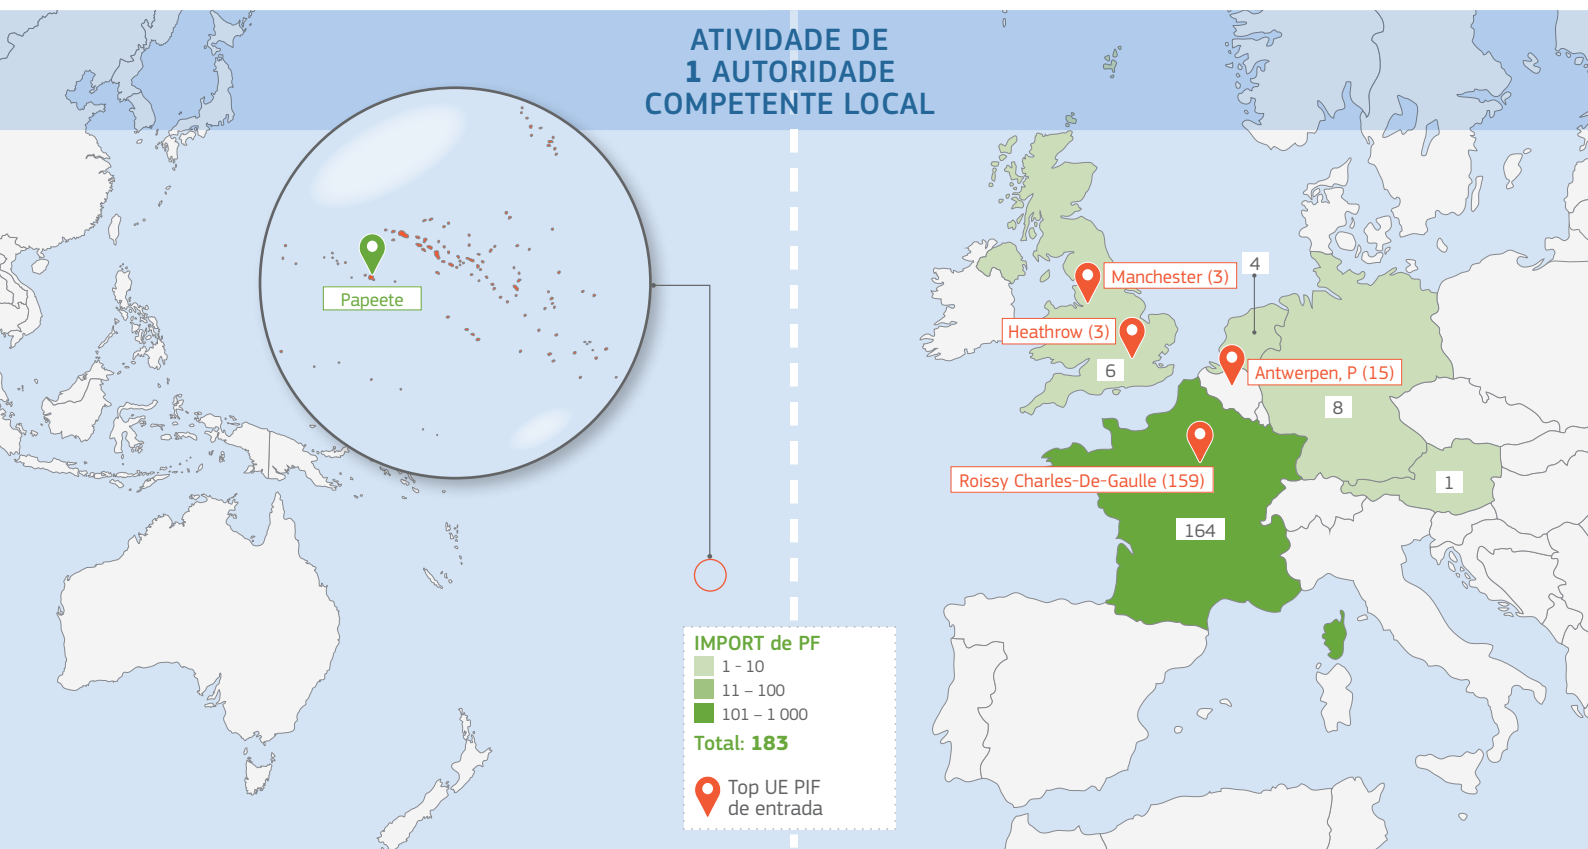 ATIVIDADE DE
1 AUTORIDADE
COMPETENTE LOCAL
Papeete
Manchester (3)
4
Heathrow (3)
6
Antwerpen, P (15)
8
Roissy Charles-De-Gaulle (159)
1
164
IMPORT de PF
1 - 10
11 – 100
101 – 1 000
Total: 183
Top UE PIF
de entrada